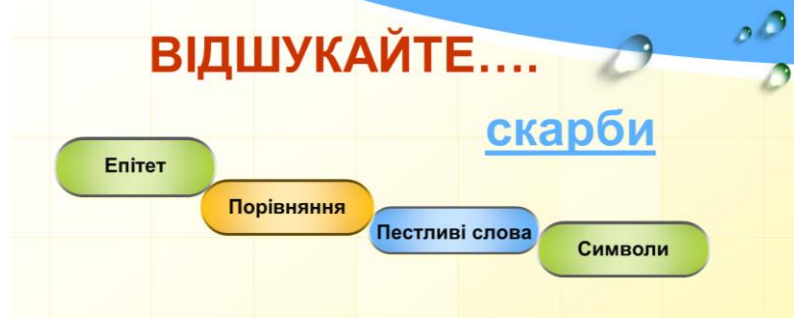 ВІДШУКАЙТЕ....
скарби
Епітет
Порівняння
Пестливі слова
Символи